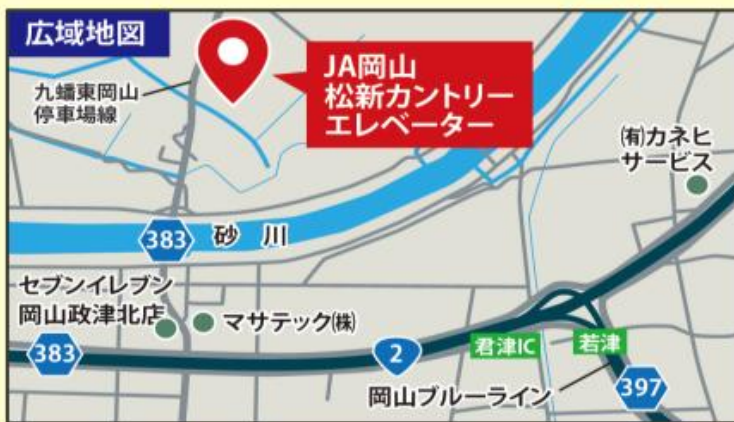 広域地図
JA岡山
松新カントリー
エレベーター
九蟠東岡山
停車場線
(有)カネヒ
サービス
383
砂川
セブンイレブン
岡山政津北店
マサテック(株)
383
2
君津IC
若津
岡山ブルーライン
397